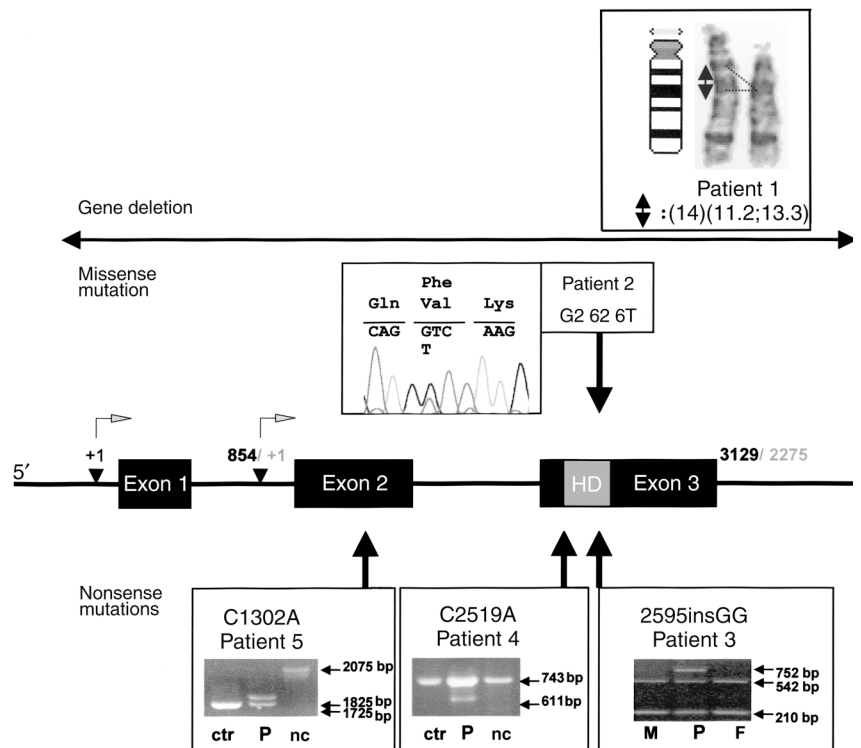 Patient 1
:(14)(11.2;13.3)
Gene deletion
Missense
mutation
Phe
Gln Val Lys
CAG GTC AAG
T
Patient 2
G2 62 6T
+1
854/ +1
3129/ 2275
5′
Exon 1
Exon 2
HD
Exon 3
Nonsense
mutations
C1302A
Patient 5
2075 bp
1825 bp
1725 bp
ctr P nc
C2519A
Patient 4
743 bp
611 bp
ctr P nc
2595insGG
Patient 3
752 bp
542 bp
210 bp
M P F